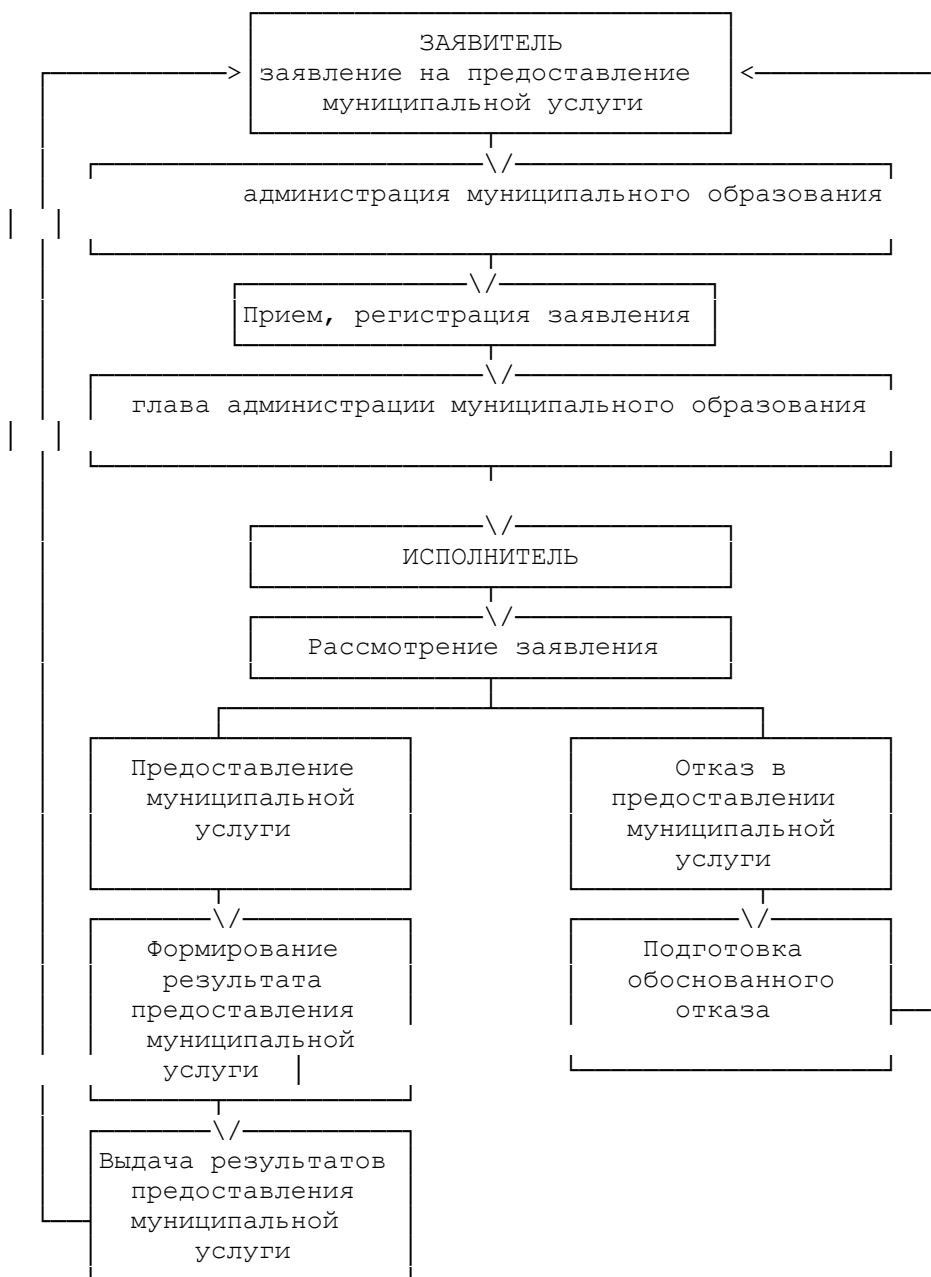 ЗАЯВИТЕЛЬ
заявление на предоставление
муниципальной услуги
администрация муниципального образования
Прием, регистрация заявления
глава администрации муниципального образования
ИСПОЛНИТЕЛЬ
Рассмотрение заявления
Предоставление
муниципальной
услуги
Отказ в
предоставлении
муниципальной
услуги
Формирование
результата
предоставления
муниципальной
услуги
Подготовка
обоснованного
отказа
Выдача результатов
предоставления
муниципальной
услуги